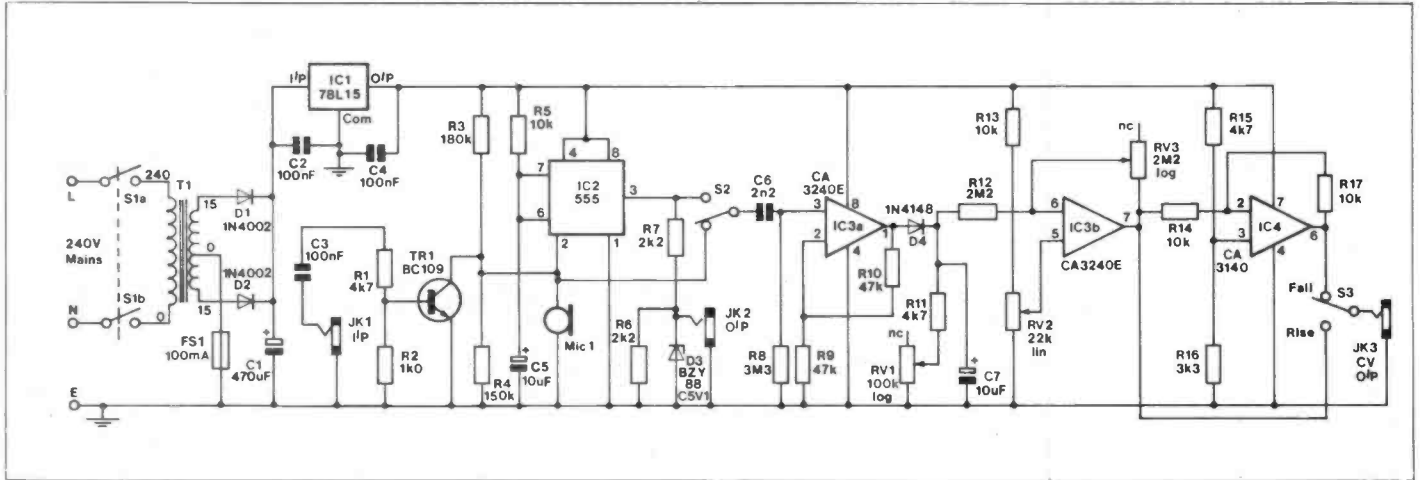 L
240V
Mains
N
E
S1a
S1b
240
T1
0
15
0
15
FS1
100mA
D1
1N4002
1N4002
D2
C1
470uF
+
I/P
IC1
78L15
O/P
Com
C2
100nF
C4
100nF
C3
100nF
JK1
I/P
R1
4k7
R2
1k0
TR1
BC109
R3
180k
R4
150k
R5
10k
+
C5
10uF
4
8
7
IC2
555
3
6
2
1
Mic1
R7
2k2
R6
2k2
D3
BZY
88
C5V1
JK2
O/P
S2
C6
2n2
R8
3M3
CA
3240E
3
8
IC3a
1
2
4
R9
47k
R10
47k
1N4148
D4
R11
4k7
nc
RV1
100k
log
+
C7
10uF
R12
2M2
R13
10k
RV2
22k
lin
6
IC3b
7
5
CA3240E
nc
RV3
2M2
log
R14
10k
R15
4k7
R16
3k3
2
7
IC4
6
3
CA
3140
4
R17
10k
Fall
S3
Rise
JK3
CV
O/P